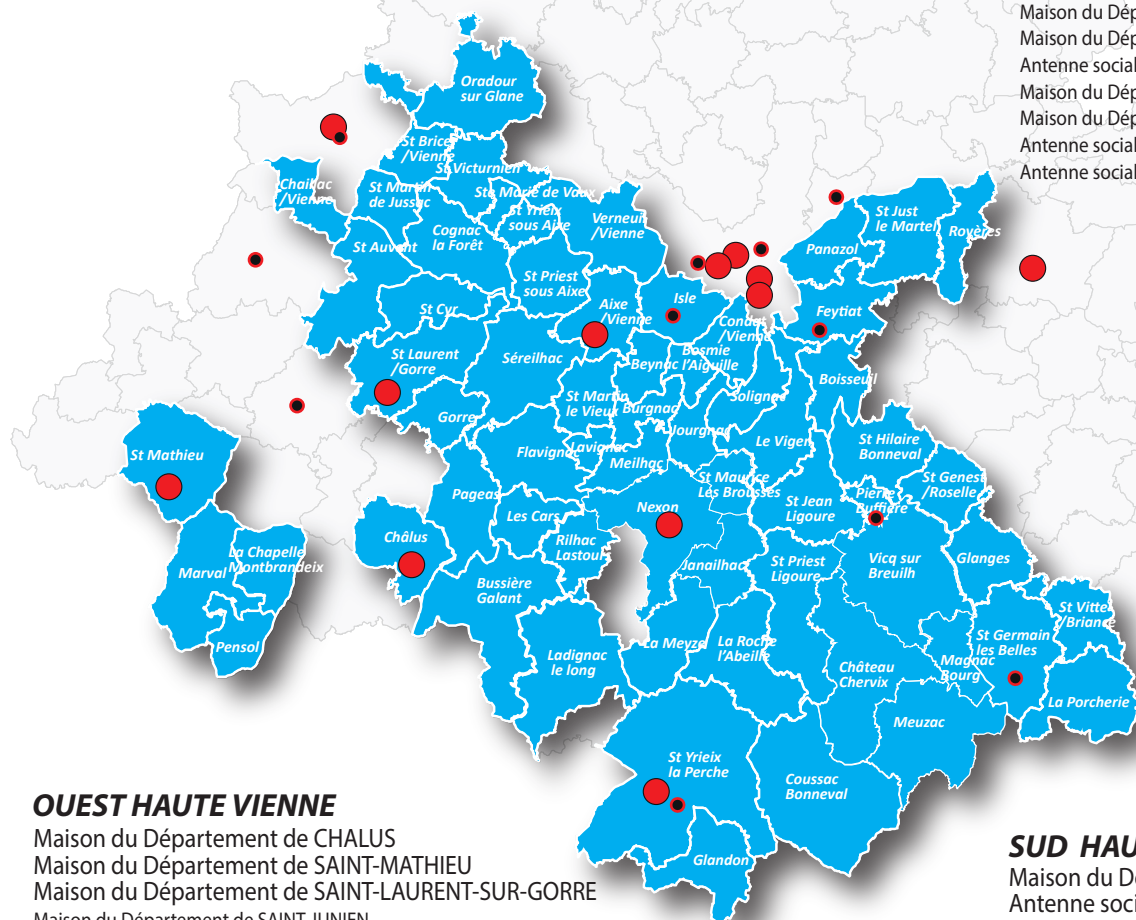 Maison du Dép
Maison du Dép
Antenne social
Maison du Dép
Maison du Dép
Antenne social
Antenne social
Oradour
sur Glane
St Brice
/Vienne
St Victurnien
Chaillac
/Vienne
St Martin
de Jussac
Ste Marie de Vaux
St Yrieix
sous Aixe
Verneuil
/Vienne
Cognac
la Forêt
St Auvent
St Just
le Martel
Royères
Panazol
St Priest
sous Aixe
Aixe
/Vienne
Isle
Condat
/Vienne
Feytiat
St Cyr
St Laurent
/Gorre
Séreilhac
Beynac
Bosmie
l'Aiguille
Boisseuil
Solignac
St Martin
le Vieux
Burgnac
Gorre
Jourgnac
Le Vigen
St Hilaire
Bonneval
Flavignac
Lavignac
Meilhac
St Mathieu
St Maurice
Les Brousses
St Genest
/Roselle
Pageas
Les Cars
Nexon
St Jean
Ligoure
Pierre
Buffière
Châlus
Rilhac
Lastours
La Chapelle
Montbrandeix
Marval
Janailhac
St Priest
Ligoure
Vicq sur
Breuilh
Glanges
Bussière
Galant
St Vitte
/Briance
Pensol
Ladignac
le long
La Meyze
La Roche
l'Abeille
St Germain
les Belles
Château
Chervix
Magnac
Bourg
La Porcherie
Meuzac
St Yrieix
la Perche
Coussac
Bonneval
Glandon
OUEST HAUTE VIENNE
Maison du Département de CHALUS
Maison du Département de SAINT-MATHIEU
Maison du Département de SAINT-LAURENT-SUR-GORRE
Maison du Département de SAINT-JUNIEN
SUD HAU
Maison du Dé
Antenne soci